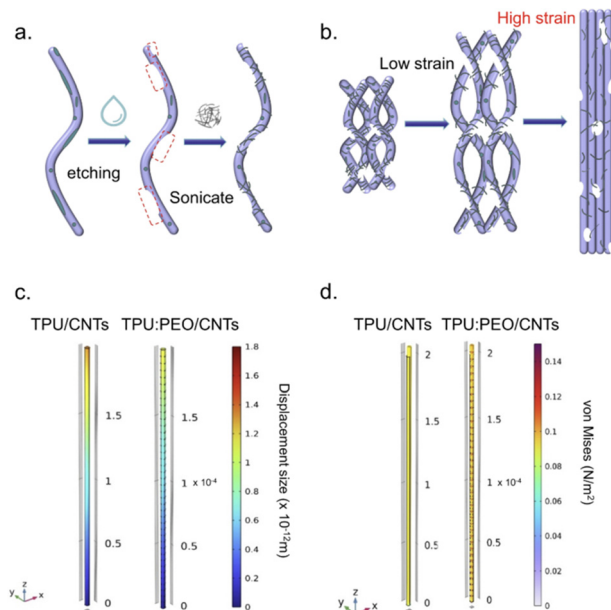 a.
etching
Sonicate
b.
Low strain
High strain
c.
TPU/CNTs TPU:PEO/CNTs
1.5
1
0.5
0
1.5
1 x 10⁻⁴
0.5
0
1.8
1.6
1.4
1.2
1
0.8
0.6
0.4
0.2
0
Displacement size (x 10⁻¹²m)
z
y
x
d.
TPU/CNTs TPU:PEO/CNTs
2
1.5
1
0.5
0
2
1.5
1 x 10⁻⁴
0.5
0
0.14
0.12
0.1
0.08
0.06
0.04
0.02
0
von Mises (N/m²)
z
y
x